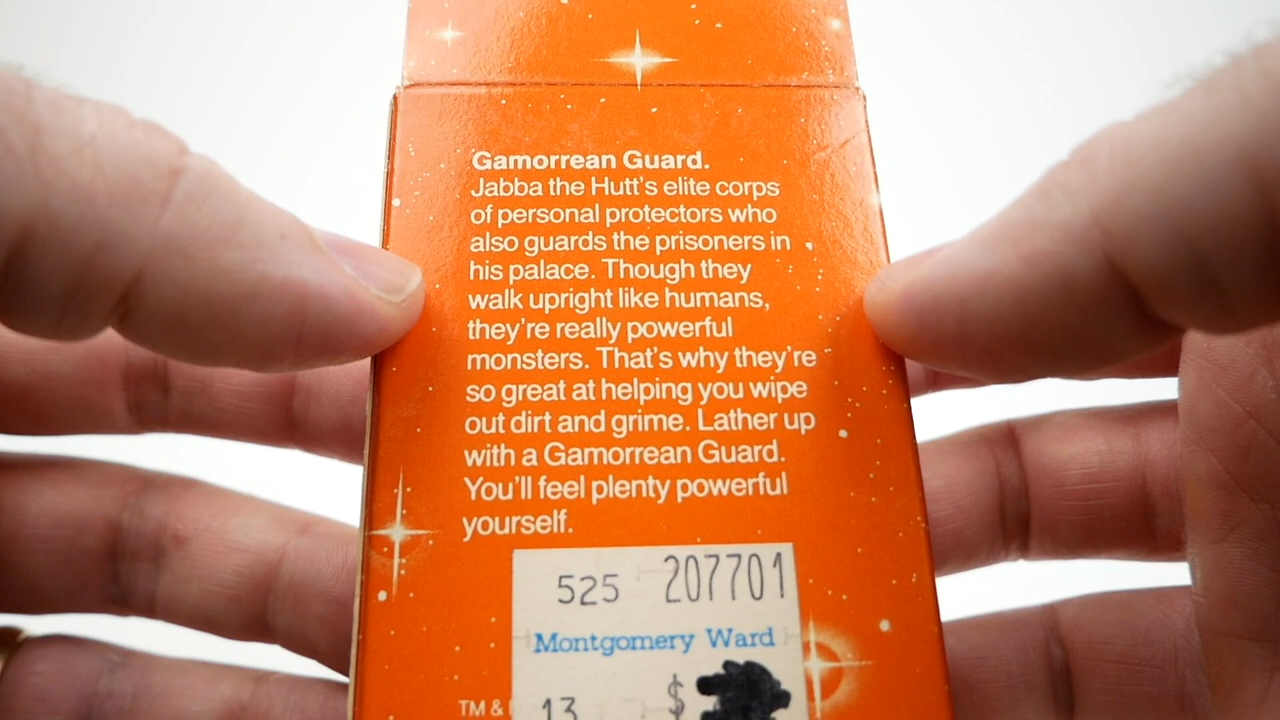 Gamorrean Guard.
Jabba the Hutt's elite corps
of personal protectors who
also guards the prisoners in
his palace. Though they
walk upright like humans,
they're really powerful
monsters. That's why they're
so great at helping you wipe
out dirt and grime. Lather up
with a Gamorrean Guard.
You'll feel plenty powerful
yourself.
525 207701
Montgomery Ward
13 $
TM &